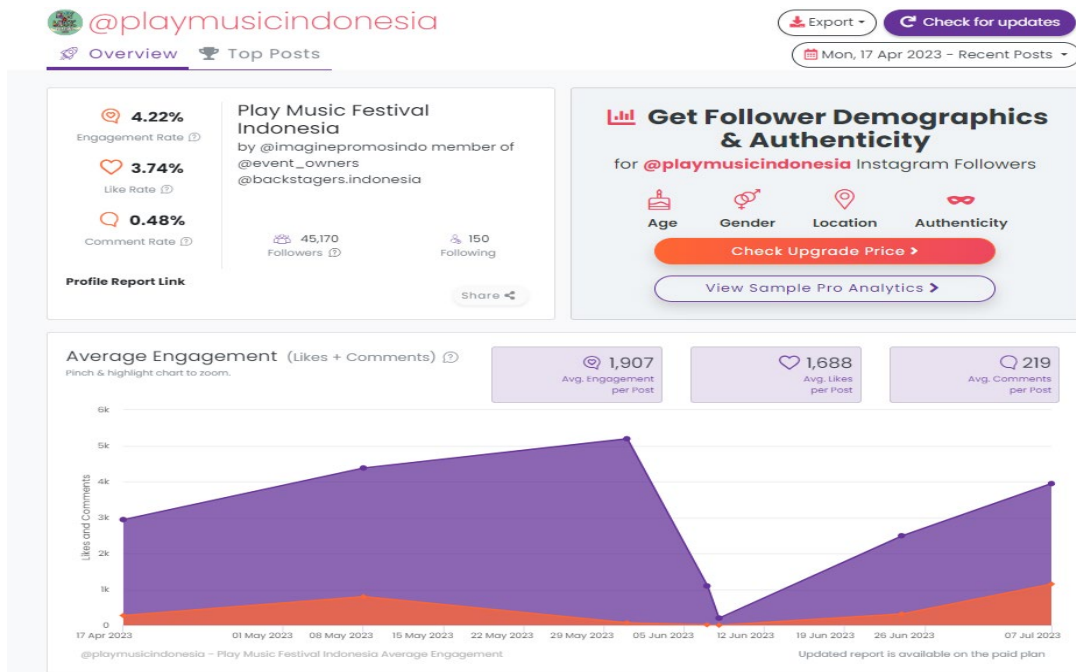 @playmusicindonesia
Export
Check for updates
Overview
Top Posts
Mon, 17 Apr 2023 - Recent Posts
4.22%
Engagement Rate
3.74%
Like Rate
0.48%
Comment Rate
Profile Report Link
Play Music Festival
Indonesia
by @imaginepromosindo member of
@event_owners
@backstagers.indonesia
45,170
Followers
150
Following
Share
Get Follower Demographics
& Authenticity
for @playmusicindonesia Instagram Followers
Age Gender Location Authenticity
Check Upgrade Price >
View Sample Pro Analytics >
Average Engagement (Likes + Comments)
Pinch & highlight chart to zoom.
1,907
Avg. Engagement
per Post
1,688
Avg. Likes
per Post
219
Avg. Comments
per Post
Likes and Comments
6k
5k
4k
3k
2k
1k
0
17 Apr 2023 01 May 2023 08 May 2023 15 May 2023 22 May 2023 29 May 2023 05 Jun 2023 12 Jun 2023 19 Jun 2023 26 Jun 2023 07 Jul 2023
@playmusicindonesia - Play Music Festival Indonesia Average Engagement
Updated report is available on the paid plan